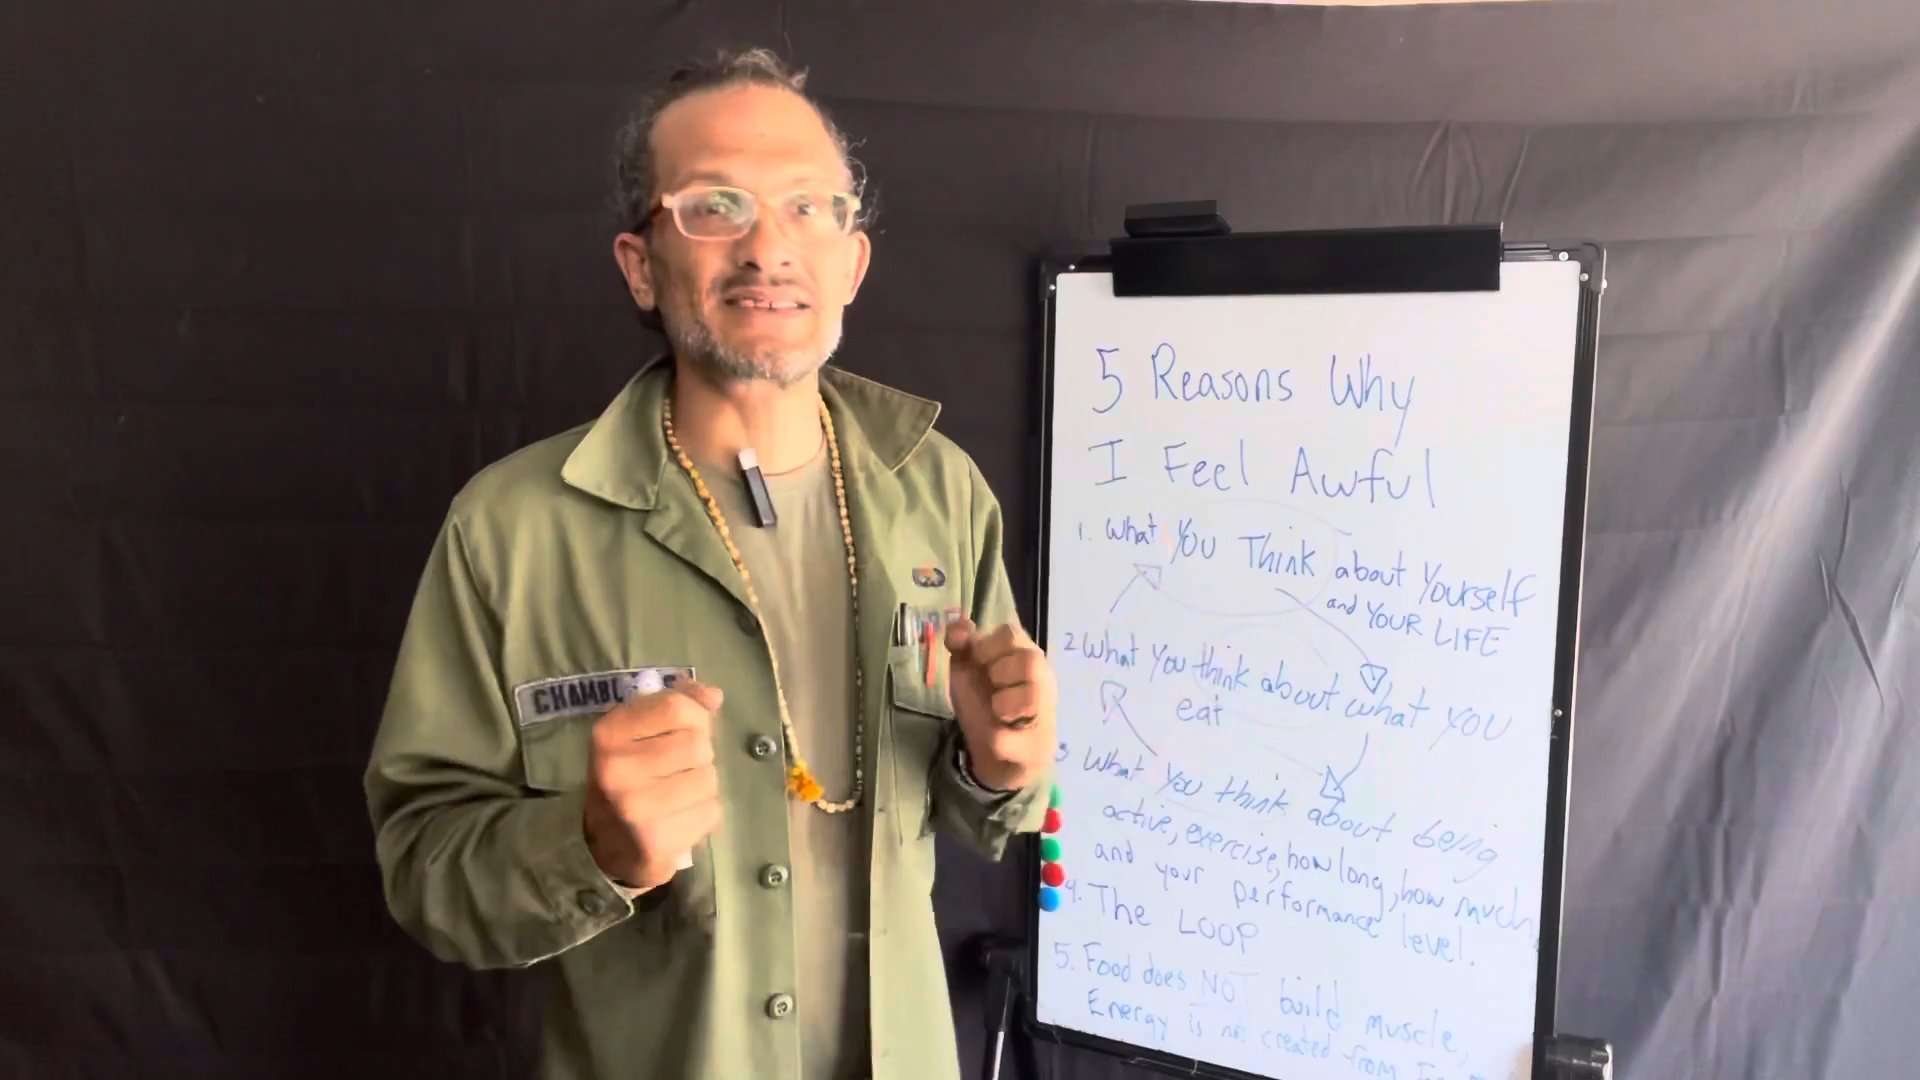 5 Reasons Why
I Feel Awful
1. What You Think about Yourself
and YOUR LIFE
2 What You think about what you
eat
3 What You think about being
active, exercise, how long, how much
and your performance level.
4. The LOOP
5. Food does NOT build muscle,
Energy is not created from